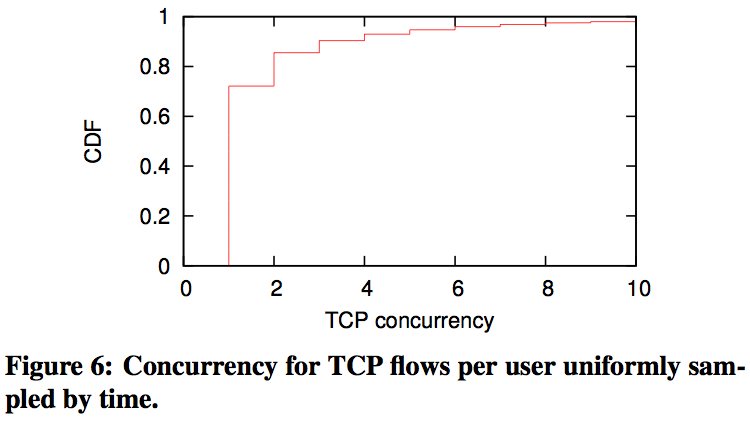 1
0.8
0.6
0.4
0.2
0
CDF
0 2 4 6 8 10
TCP concurrency
Figure 6: Concurrency for TCP flows per user uniformly sam-
pled by time.